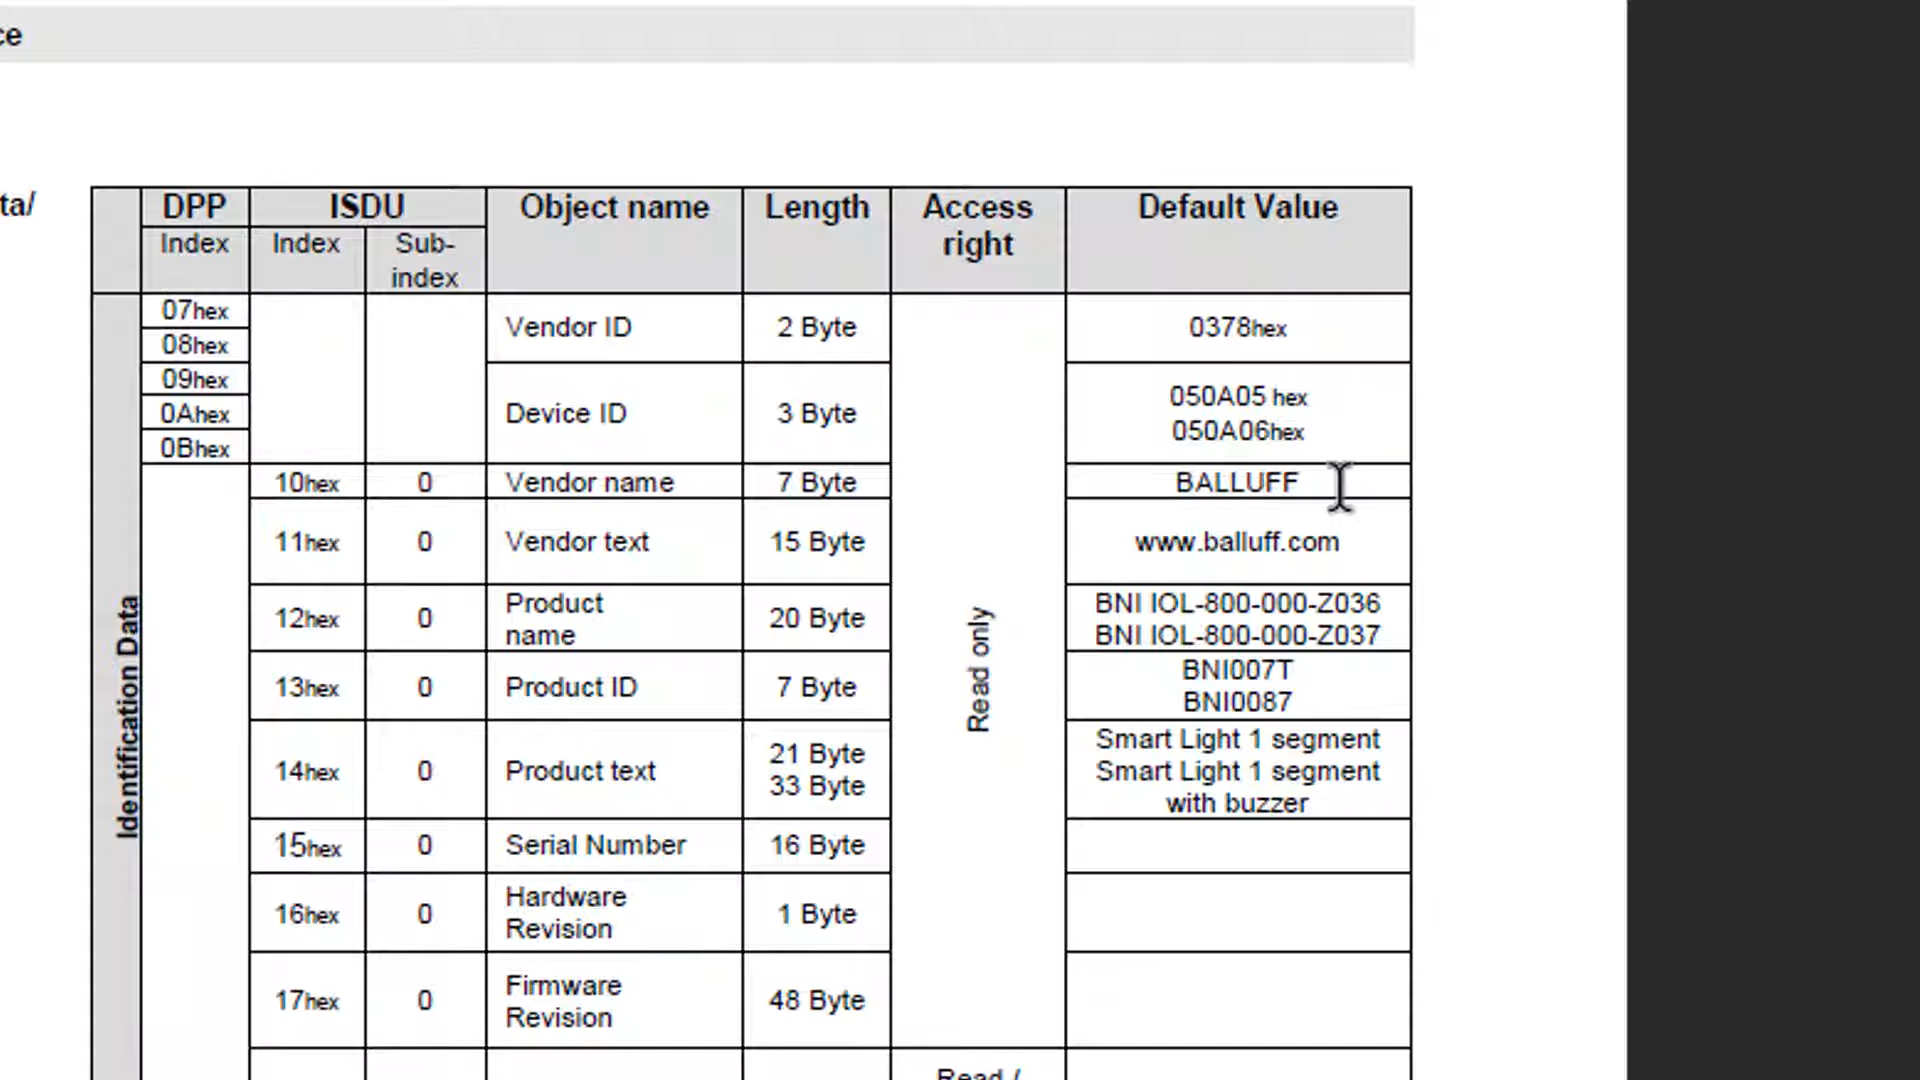 ce
ta/
DPP ISDU Object name Length Access right Default Value
Index Index Sub-index
07hex
08hex
Vendor ID 2 Byte 0378hex
09hex
0Ahex
0Bhex
Device ID 3 Byte 050A05 hex
050A06hex
10hex 0 Vendor name 7 Byte BALLUFF
11hex 0 Vendor text 15 Byte www.balluff.com
12hex 0 Product name 20 Byte BNI IOL-800-000-Z036
BNI IOL-800-000-Z037
13hex 0 Product ID 7 Byte BNI007T
BNI0087
14hex 0 Product text 21 Byte
33 Byte
Smart Light 1 segment
Smart Light 1 segment
with buzzer
15hex 0 Serial Number 16 Byte
16hex 0 Hardware Revision 1 Byte
17hex 0 Firmware Revision 48 Byte
Identification Data
Read only
Read /